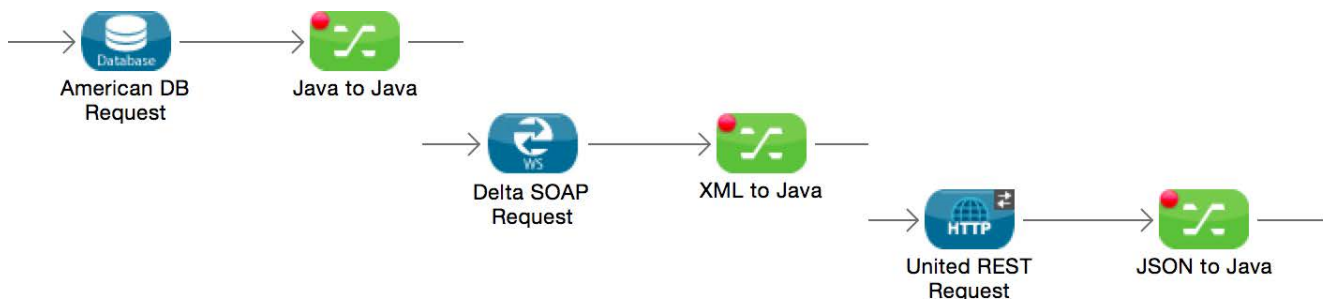 Database
American DB
Request
Java to Java
WS
Delta SOAP
Request
XML to Java
HTTP
United REST
Request
JSON to Java